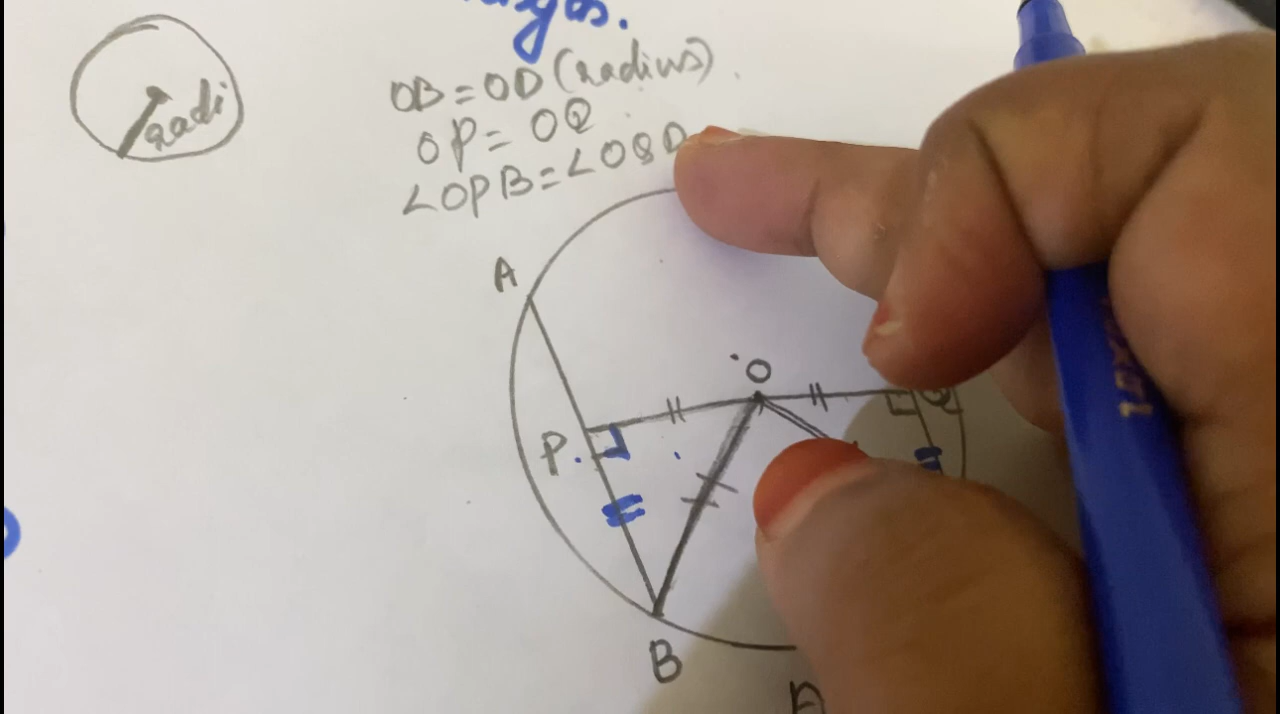 radi
OB = OD (radius).
OP = OQ
∠OPB = ∠OQD
A
O
Q
P.
B
D